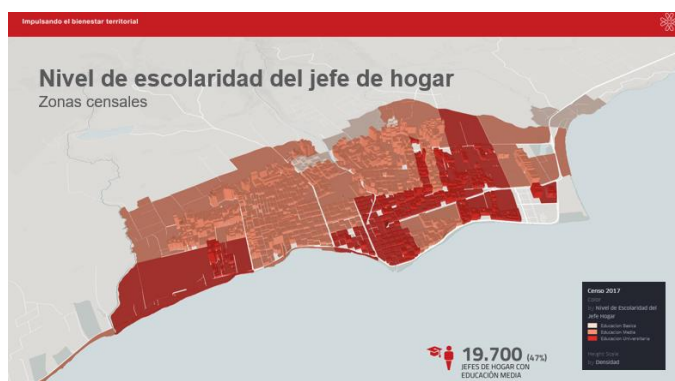 Impulsando el bienestar territorial
Nivel de escolaridad del jefe de hogar
Zonas censales
Censo 2017
Color
by Nivel de Escolaridad del
Jefe Hogar
Educación Básica
Educación Media
Educación Universitaria
Height Scale
by Densidad
19.700 (47%)
JEFES DE HOGAR CON
EDUCACIÓN MEDIA